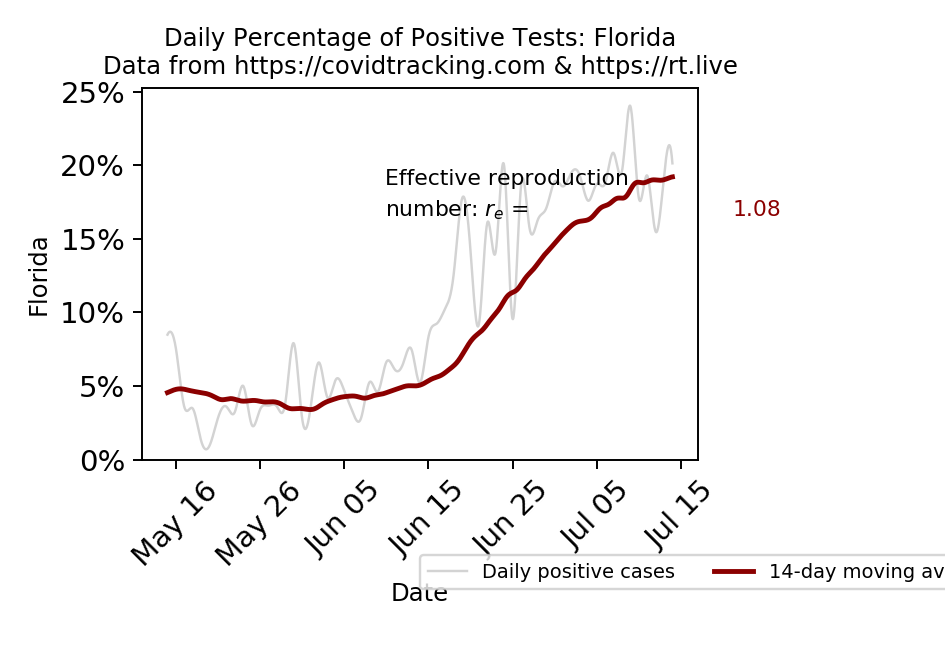 Daily Percentage of Positive Tests: Florida
Data from https://covidtracking.com & https://rt.live
25%
20%
15%
10%
5%
0%
Florida
Effective reproduction
number: rₑ =
1.08
May 16
May 26
Jun 05
Jun 15
Jun 25
Jul 05
Jul 15
Date
Daily positive cases
14-day moving av